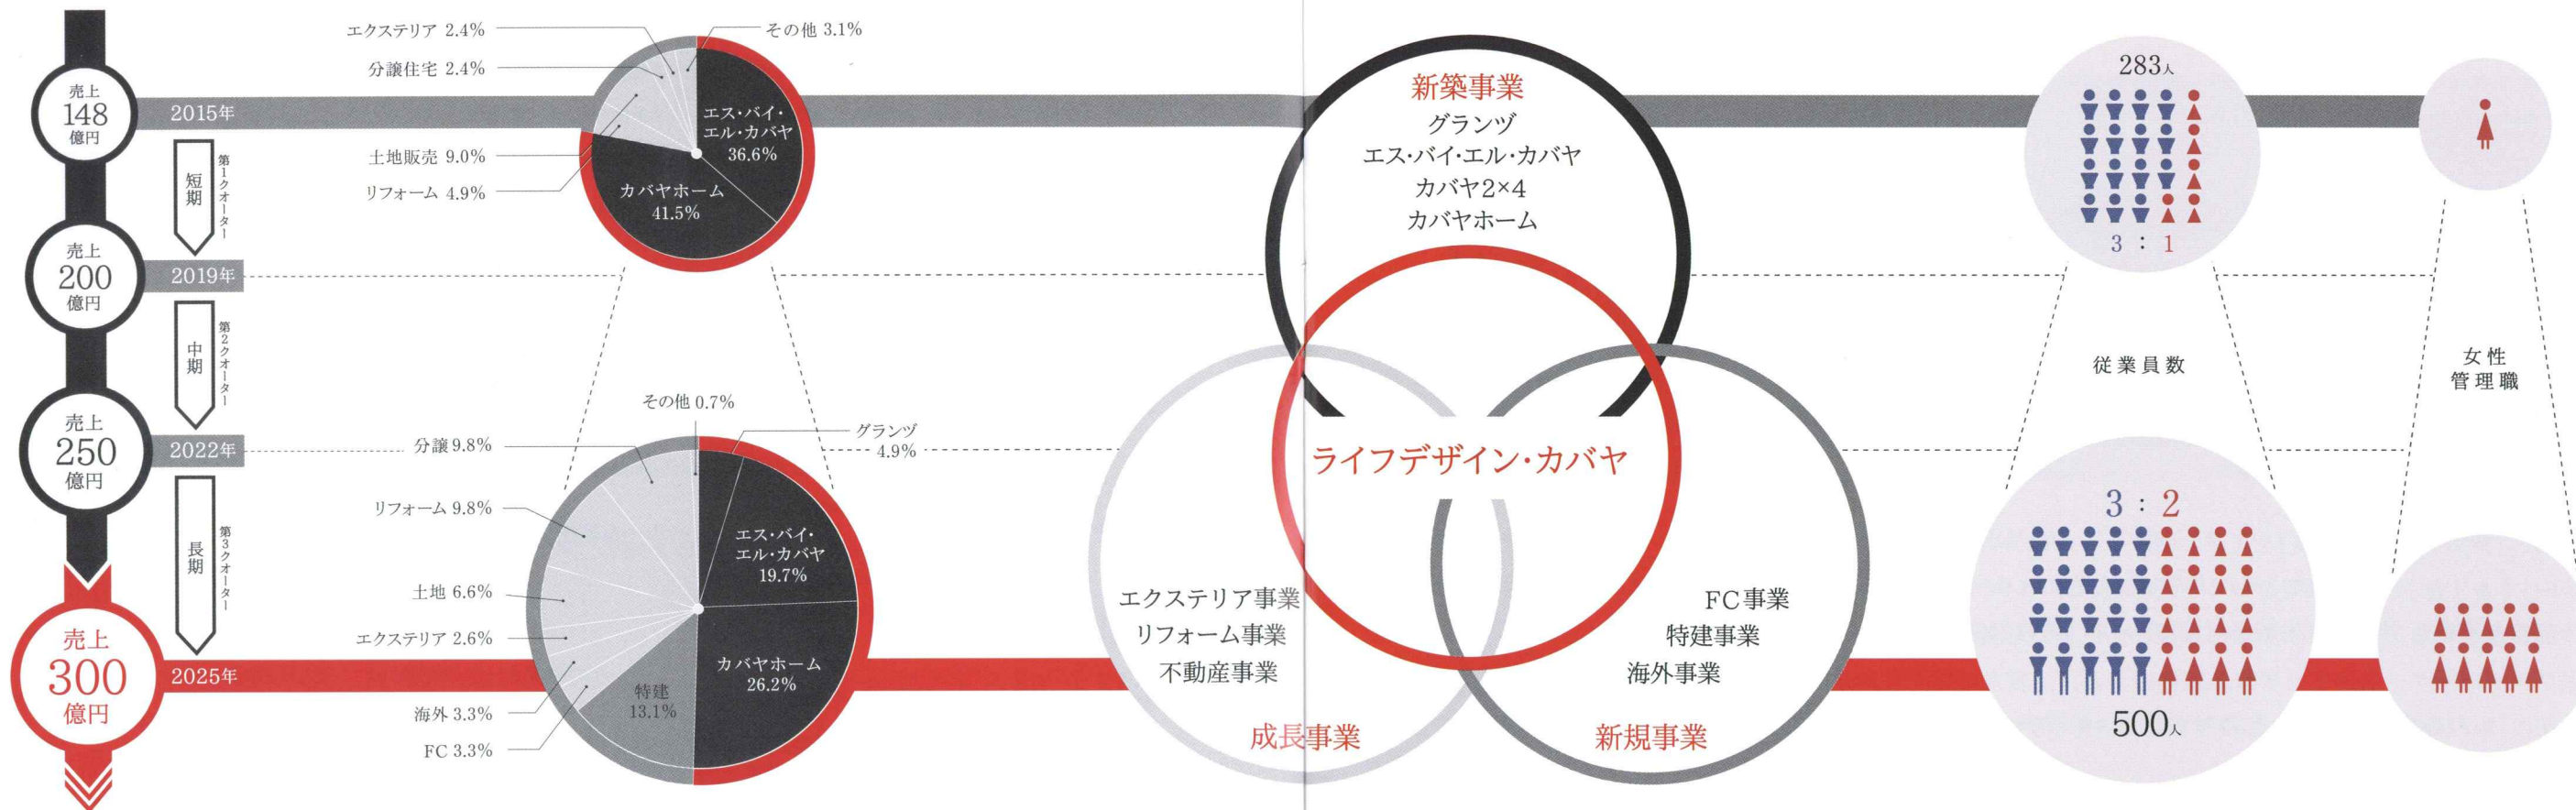 売上
148
億円
2015年
第1クオーター
短期
売上
200
億円
2019年
第2クオーター
中期
売上
250
億円
2022年
第3クオーター
長期
売上
300
億円
2025年
エクステリア 2.4%
分譲住宅 2.4%
土地販売 9.0%
リフォーム 4.9%
その他 3.1%
エス・バイ・
エル・カバヤ
36.6%
カバヤホーム
41.5%
その他 0.7%
分譲 9.8%
リフォーム 9.8%
土地 6.6%
エクステリア 2.6%
海外 3.3%
FC 3.3%
グランヅ
4.9%
エス・バイ・
エル・カバヤ
19.7%
カバヤホーム
26.2%
特建
13.1%
新築事業
グランヅ
エス・バイ・エル・カバヤ
カバヤ2×4
カバヤホーム
ライフデザイン・カバヤ
エクステリア事業
リフォーム事業
不動産事業
成長事業
FC事業
特建事業
海外事業
新規事業
283人
3 : 1
従業員数
3 : 2
500人
女性
管理職